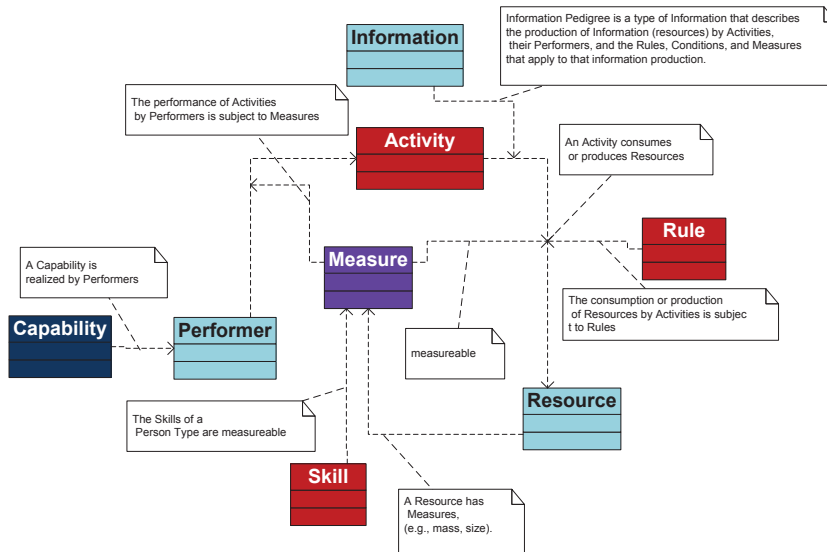 Information
Information Pedigree is a type of Information that describes
the production of Information (resources) by Activities,
their Performers, and the Rules, Conditions, and Measures
that apply to that information production.
The performance of Activities
by Performers is subject to Measures
Activity
An Activity consumes
or produces Resources
Rule
Measure
A Capability is
realized by Performers
The consumption or production
of Resources by Activities is subjec
t to Rules
Capability
Performer
measureable
Resource
The Skills of a
Person Type are measureable
Skill
A Resource has
Measures,
(e.g., mass, size).